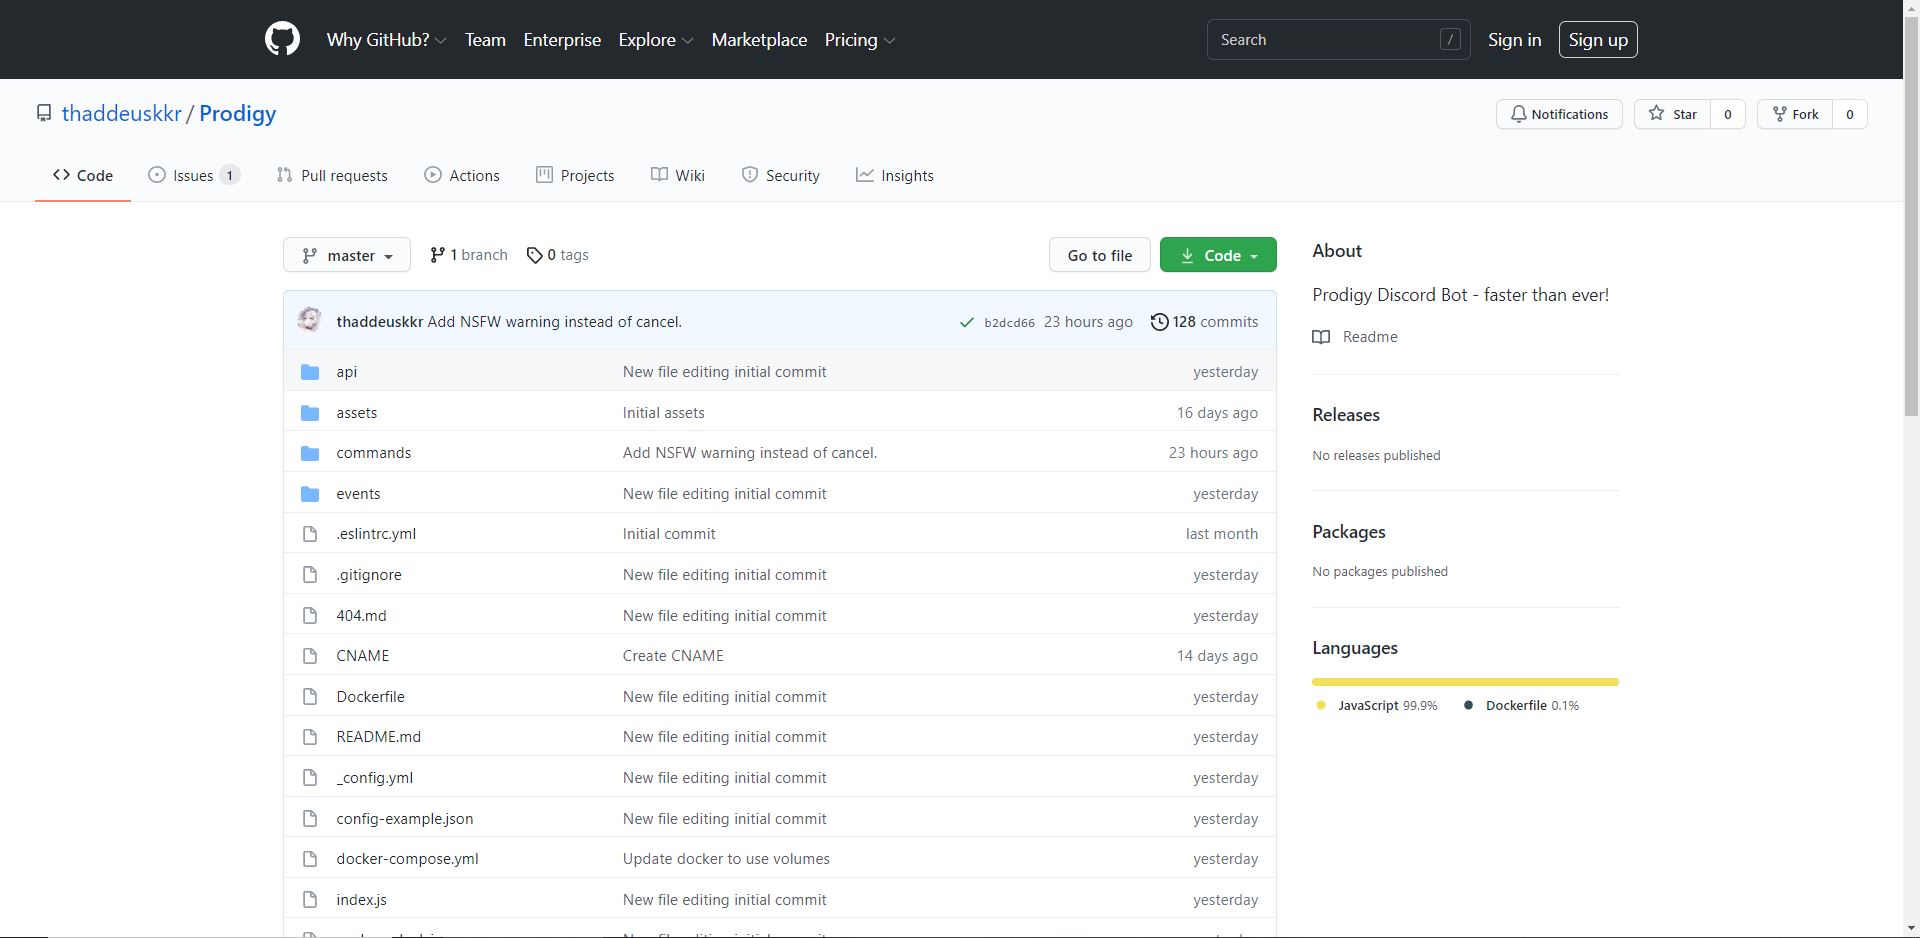 Why GitHub? Team Enterprise Explore Marketplace Pricing Search / Sign in Sign up
thaddeuskkr / Prodigy Notifications Star 0 Fork 0
Code Issues 1 Pull requests Actions Projects Wiki Security Insights
master 1 branch 0 tags Go to file Code
thaddeuskkr Add NSFW warning instead of cancel. b2dcd66 23 hours ago 128 commits
api New file editing initial commit yesterday
assets Initial assets 16 days ago
commands Add NSFW warning instead of cancel. 23 hours ago
events New file editing initial commit yesterday
.eslintrc.yml Initial commit last month
.gitignore New file editing initial commit yesterday
404.md New file editing initial commit yesterday
CNAME Create CNAME 14 days ago
Dockerfile New file editing initial commit yesterday
README.md New file editing initial commit yesterday
_config.yml New file editing initial commit yesterday
config-example.json New file editing initial commit yesterday
docker-compose.yml Update docker to use volumes yesterday
index.js New file editing initial commit yesterday
About
Prodigy Discord Bot - faster than ever!
Readme
Releases
No releases published
Packages
No packages published
Languages
JavaScript 99.9% Dockerfile 0.1%